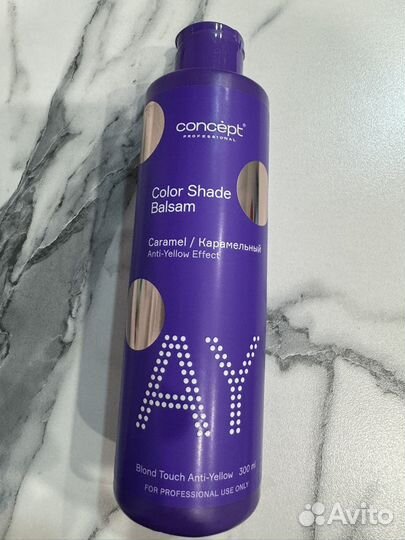 concèpt®
PROFESSIONAL
Color Shade
Balsam
Caramel / Карамельный
Anti-Yellow Effect
AY
Blond Touch Anti-Yellow 300 ml
FOR PROFESSIONAL USE ONLY
Avito